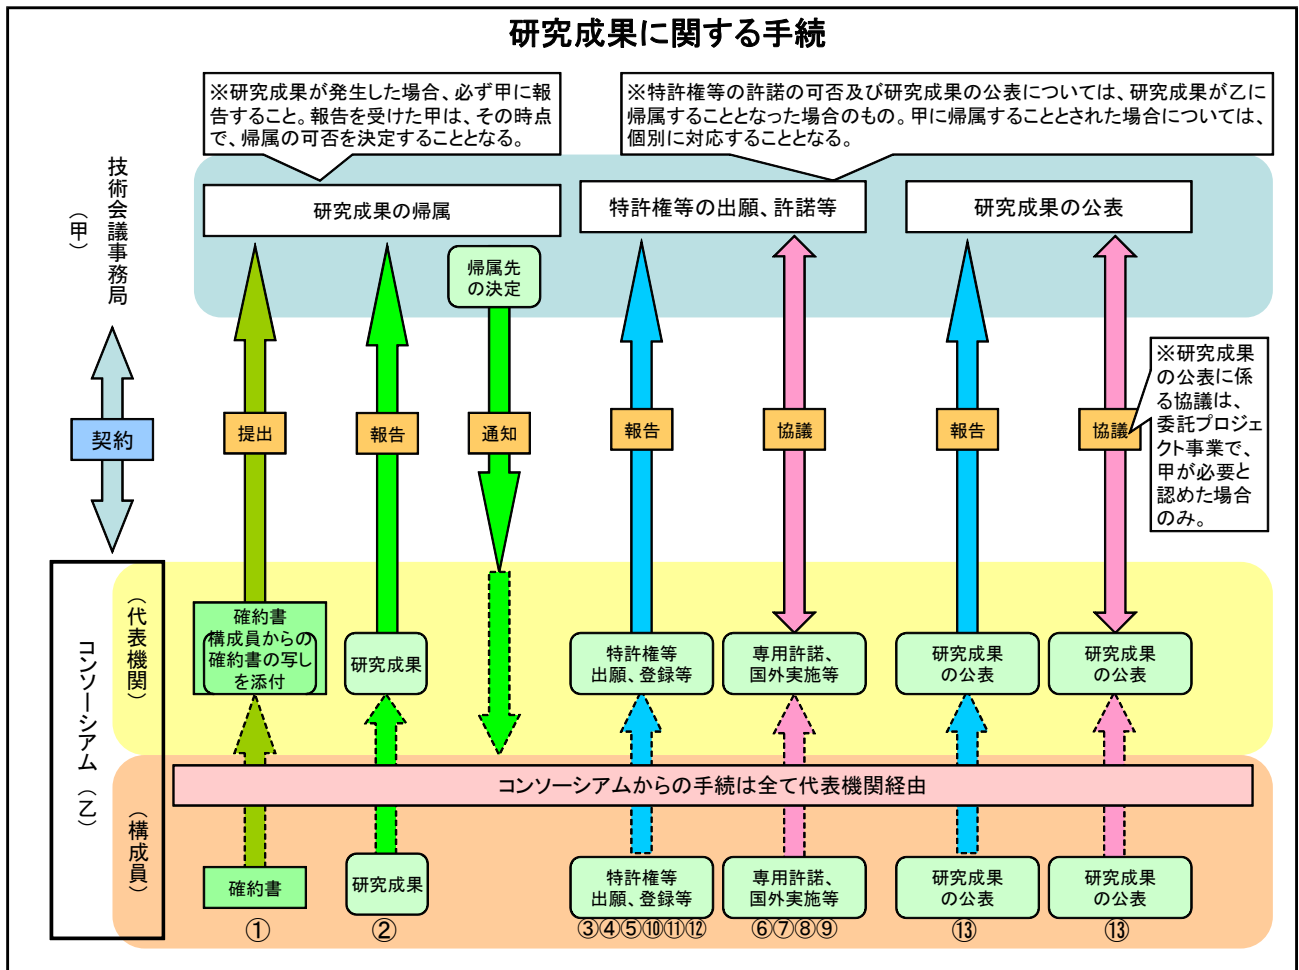 研究成果に関する手続
※研究成果が発生した場合、必ず甲に報
告すること。報告を受けた甲は、その時点
で、帰属の可否を決定することとなる。
※特許権等の許諾の可否及び研究成果の公表については、研究成果が乙に
帰属することとなった場合のもの。甲に帰属することとされた場合については、
個別に対応することとなる。
技術会議事務局
（甲）
研究成果の帰属
特許権等の出願、許諾等
研究成果の公表
帰属先
の決定
契約
提出
報告
通知
報告
協議
報告
協議
※研究成果
の公表に係
る協議は、
委託プロジェ
クト事業で、
甲が必要と
認めた場合
のみ。
コンソーシアム（乙）
（代表機関）
確約書
構成員からの
確約書の写し
を添付
研究成果
特許権等
出願、登録等
専用許諾、
国外実施等
研究成果
の公表
研究成果
の公表
コンソーシアムからの手続は全て代表機関経由
（構成員）
確約書
研究成果
特許権等
出願、登録等
専用許諾、
国外実施等
研究成果
の公表
研究成果
の公表
①
②
③④⑤⑩⑪⑫
⑥⑦⑧⑨
⑬
⑬